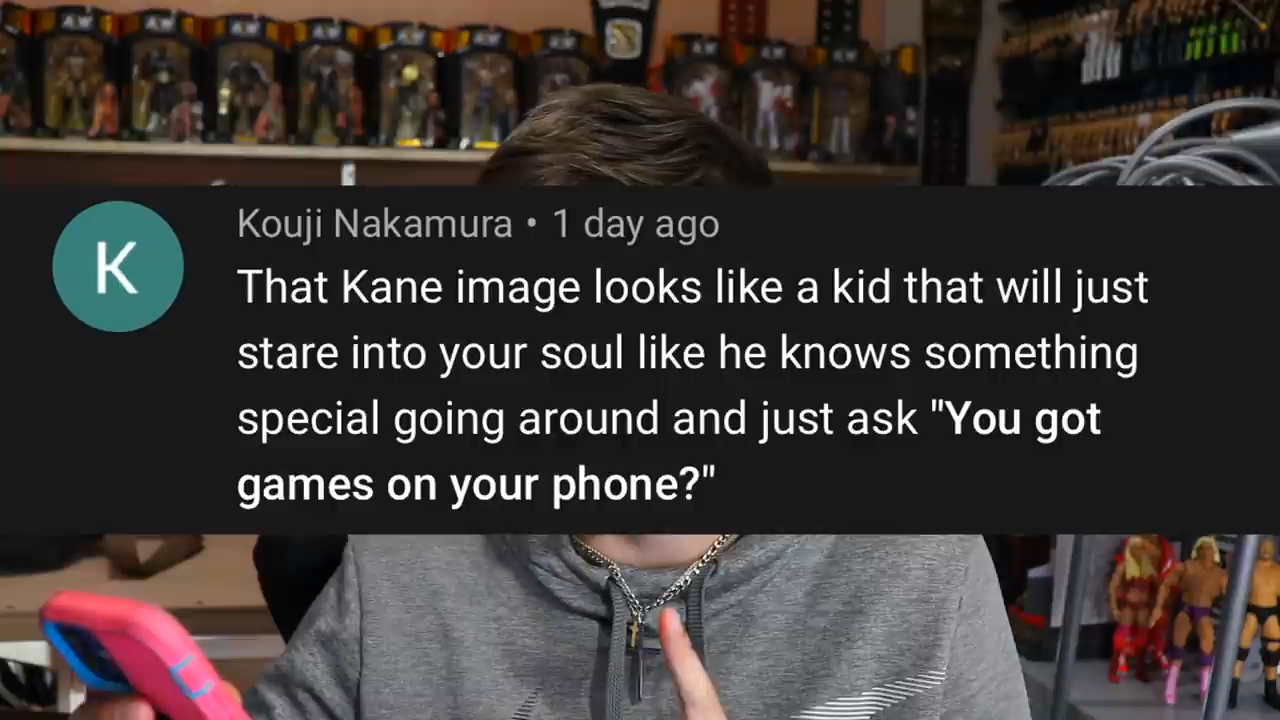 Kouji Nakamura • 1 day ago
That Kane image looks like a kid that will just
stare into your soul like he knows something
special going around and just ask "You got
games on your phone?"